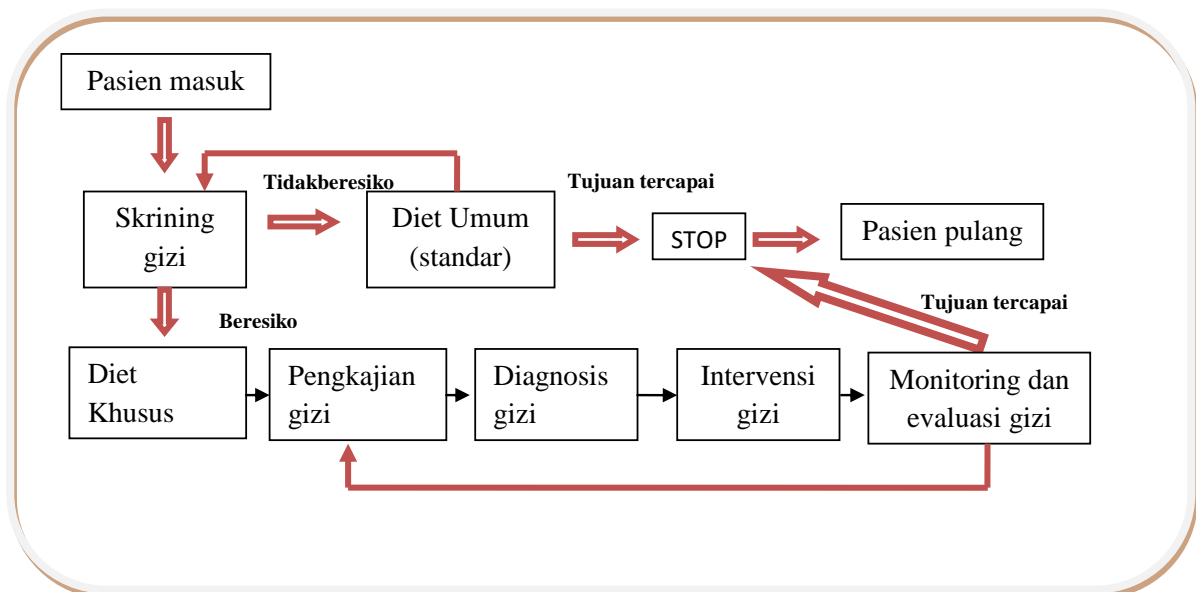 Pasien masuk
Tidakberesiko
Tujuan tercapai
Skrining
gizi
Diet Umum
(standar)
STOP
Pasien pulang
Beresiko
Tujuan tercapai
Diet
Khusus
Pengkajian
gizi
Diagnosis
gizi
Intervensi
gizi
Monitoring dan
evaluasi gizi